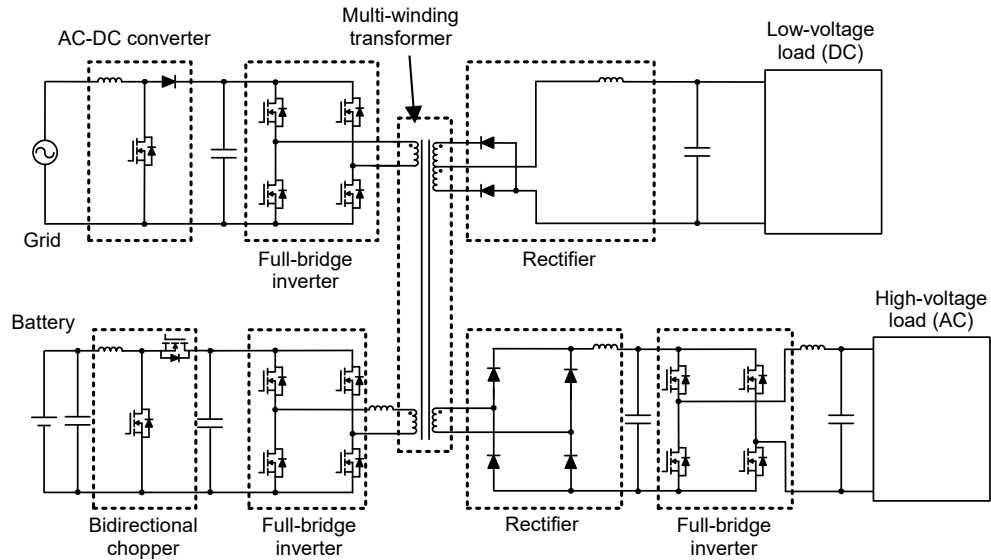 Multi-winding
transformer
AC-DC converter
Low-voltage
load (DC)
Grid
Full-bridge
inverter
Rectifier
High-voltage
load (AC)
Battery
Bidirectional
chopper
Full-bridge
inverter
Rectifier
Full-bridge
inverter